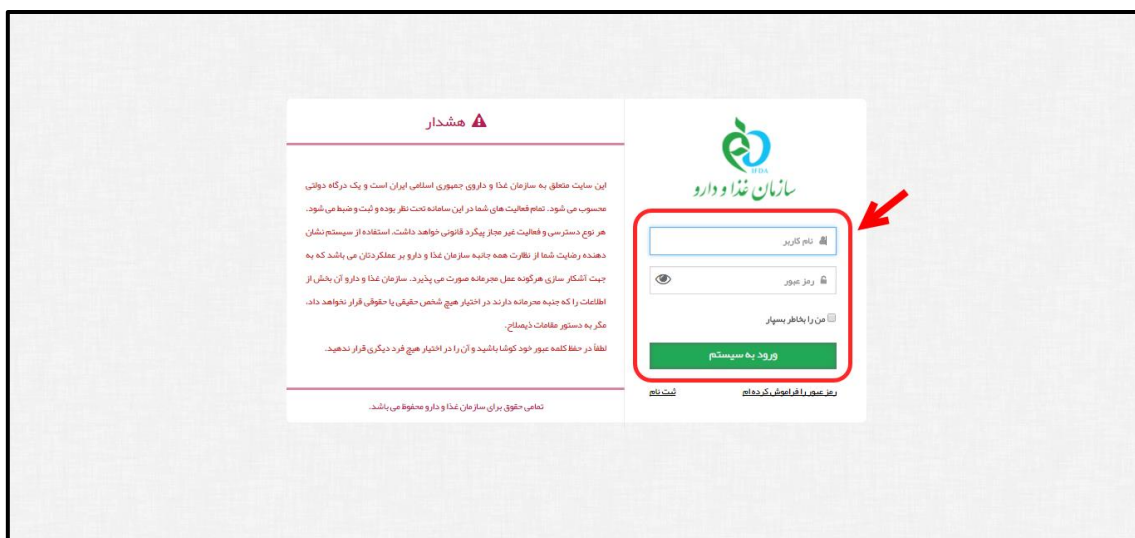 IFDA
سازمان غذا و دارو
نام کاربر
رمز عبور
من را بخاطر بسپار
ورود به سیستم
رمز عبور را فراموش کرده ام
ثبت نام
هشدار
این سایت متعلق به سازمان غذا و داروی جمهوری اسلامی ایران است و یک درگاه دولتی
محسوب می شود. تمام فعالیت های شما در این سامانه تحت نظر بوده و ثبت و ضبط می شود.
هر نوع دسترسی و فعالیت غیر مجاز پیگرد قانونی خواهد داشت. استفاده از سیستم نشان
دهنده رضایت شما از نظارت همه جانبه سازمان غذا و دارو بر عملکردتان می باشد که به
جهت آشکار سازی هرگونه عمل مجرمانه صورت می پذیرد. سازمان غذا و دارو آن بخش از
اطلاعات را که جنبه محرمانه دارند در اختیار هیچ شخص حقیقی یا حقوقی قرار نخواهد داد.
مگر به دستور مقامات ذیصلاح.
لطفاً در حفظ کلمه عبور خود کوشا باشید و آن را در اختیار هیچ فرد دیگری قرار ندهید.
تمامی حقوق برای سازمان غذا و دارو محفوظ می باشد.